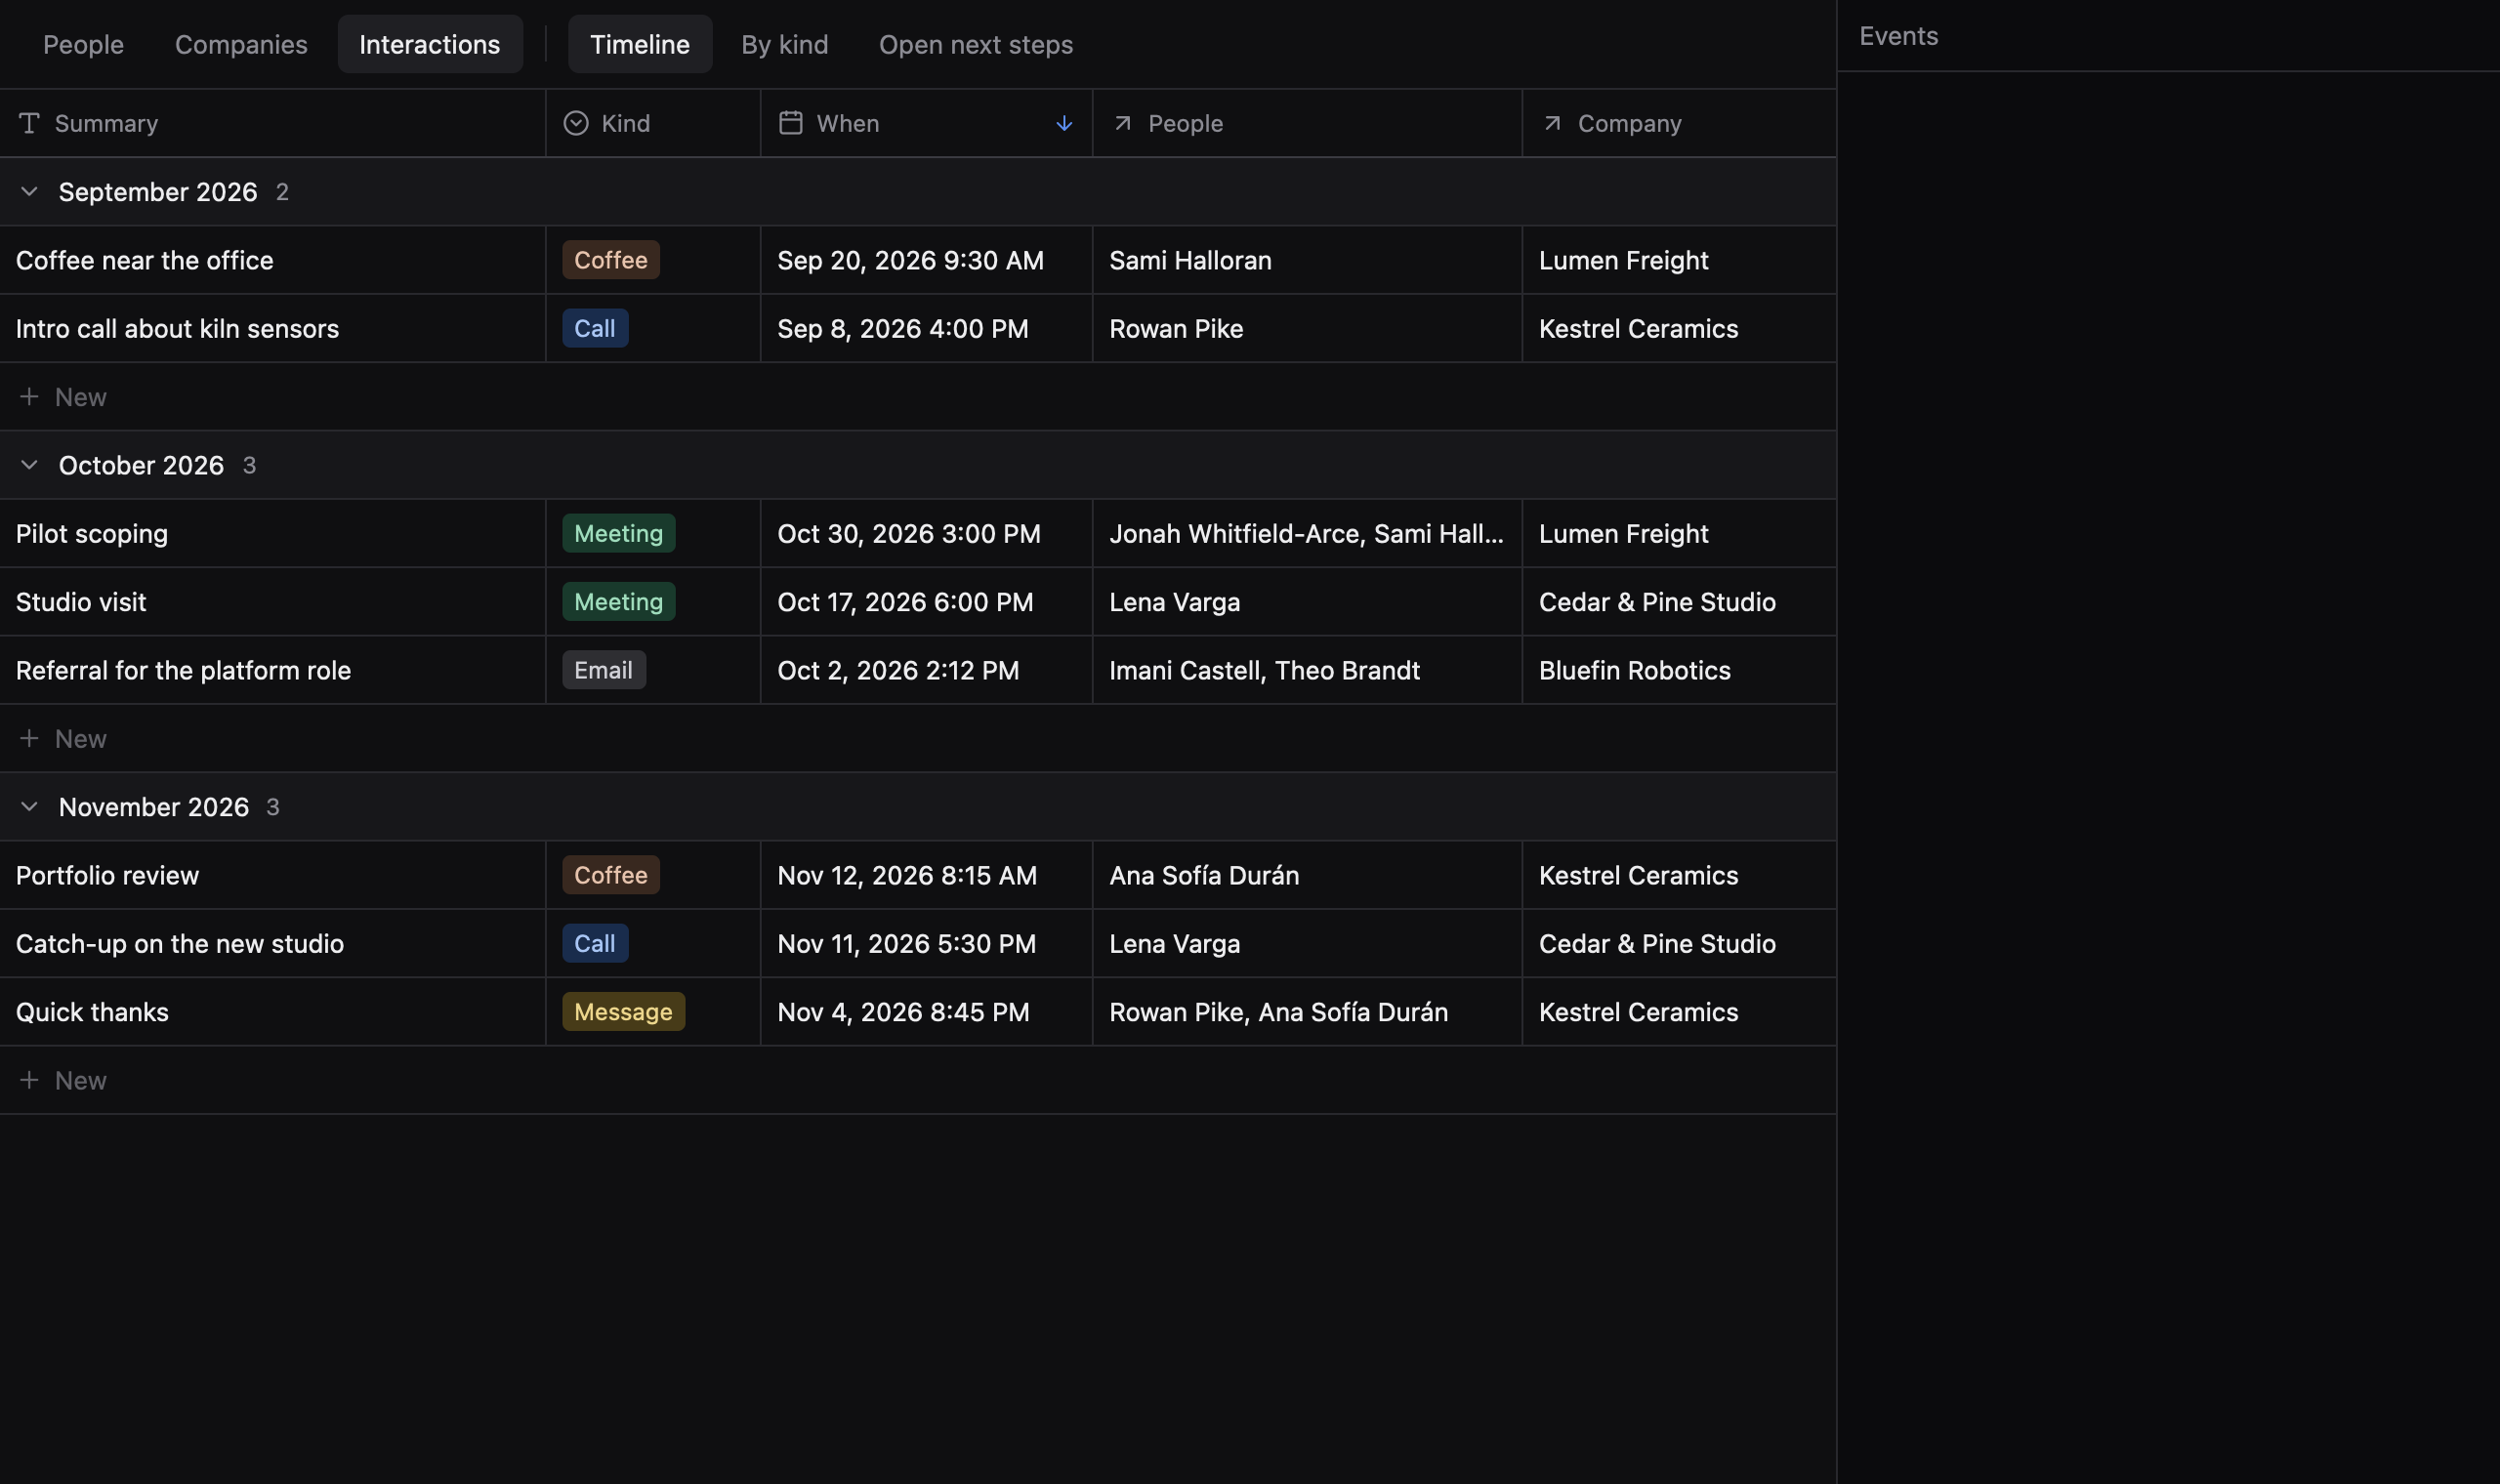 People Companies Interactions Timeline By kind Open next steps
Events
Summary Kind When People Company
September 2026 2
Coffee near the office Coffee Sep 20, 2026 9:30 AM Sami Halloran Lumen Freight
Intro call about kiln sensors Call Sep 8, 2026 4:00 PM Rowan Pike Kestrel Ceramics
New
October 2026 3
Pilot scoping Meeting Oct 30, 2026 3:00 PM Jonah Whitfield-Arce, Sami Hall... Lumen Freight
Studio visit Meeting Oct 17, 2026 6:00 PM Lena Varga Cedar & Pine Studio
Referral for the platform role Email Oct 2, 2026 2:12 PM Imani Castell, Theo Brandt Bluefin Robotics
New
November 2026 3
Portfolio review Coffee Nov 12, 2026 8:15 AM Ana Sofía Durán Kestrel Ceramics
Catch-up on the new studio Call Nov 11, 2026 5:30 PM Lena Varga Cedar & Pine Studio
Quick thanks Message Nov 4, 2026 8:45 PM Rowan Pike, Ana Sofía Durán Kestrel Ceramics
New